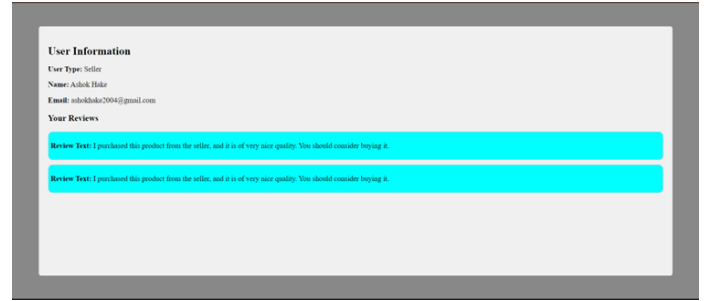 User Information
User Type: Seller
Name: Ashok Hake
Email: ashokhake2004@gmail.com
Your Reviews
Review Text: I purchased this product from the seller, and it is of very nice quality. You should consider buying it.
Review Text: I purchased this product from the seller, and it is of very nice quality. You should consider buying it.